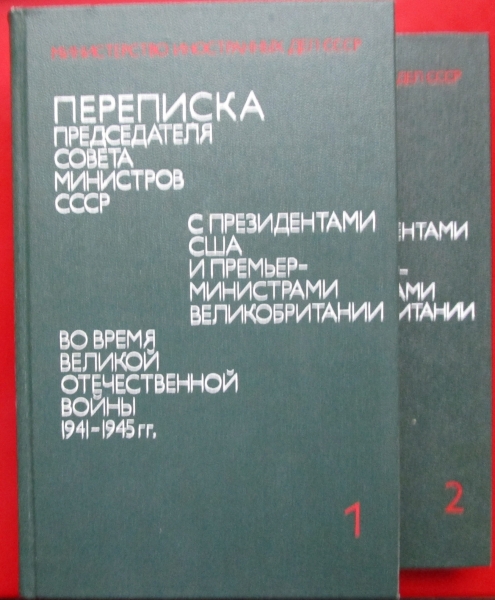 МИНИСТЕРСТВО ИНОСТРАННЫХ ДЕЛ СССР
ПЕРЕПИСКА
ПРЕДСЕДАТЕЛЯ
СОВЕТА
МИНИСТРОВ
СССР
С ПРЕЗИДЕНТАМИ
США
И ПРЕМЬЕР-
МИНИСТРАМИ
ВЕЛИКОБРИТАНИИ
ВО ВРЕМЯ
ВЕЛИКОЙ
ОТЕЧЕСТВЕННОЙ
ВОЙНЫ
1941-1945 гг.
1
ДЕЛ СССР
ЕНТАМИ
-
АМИ
ИТАНИИ
2